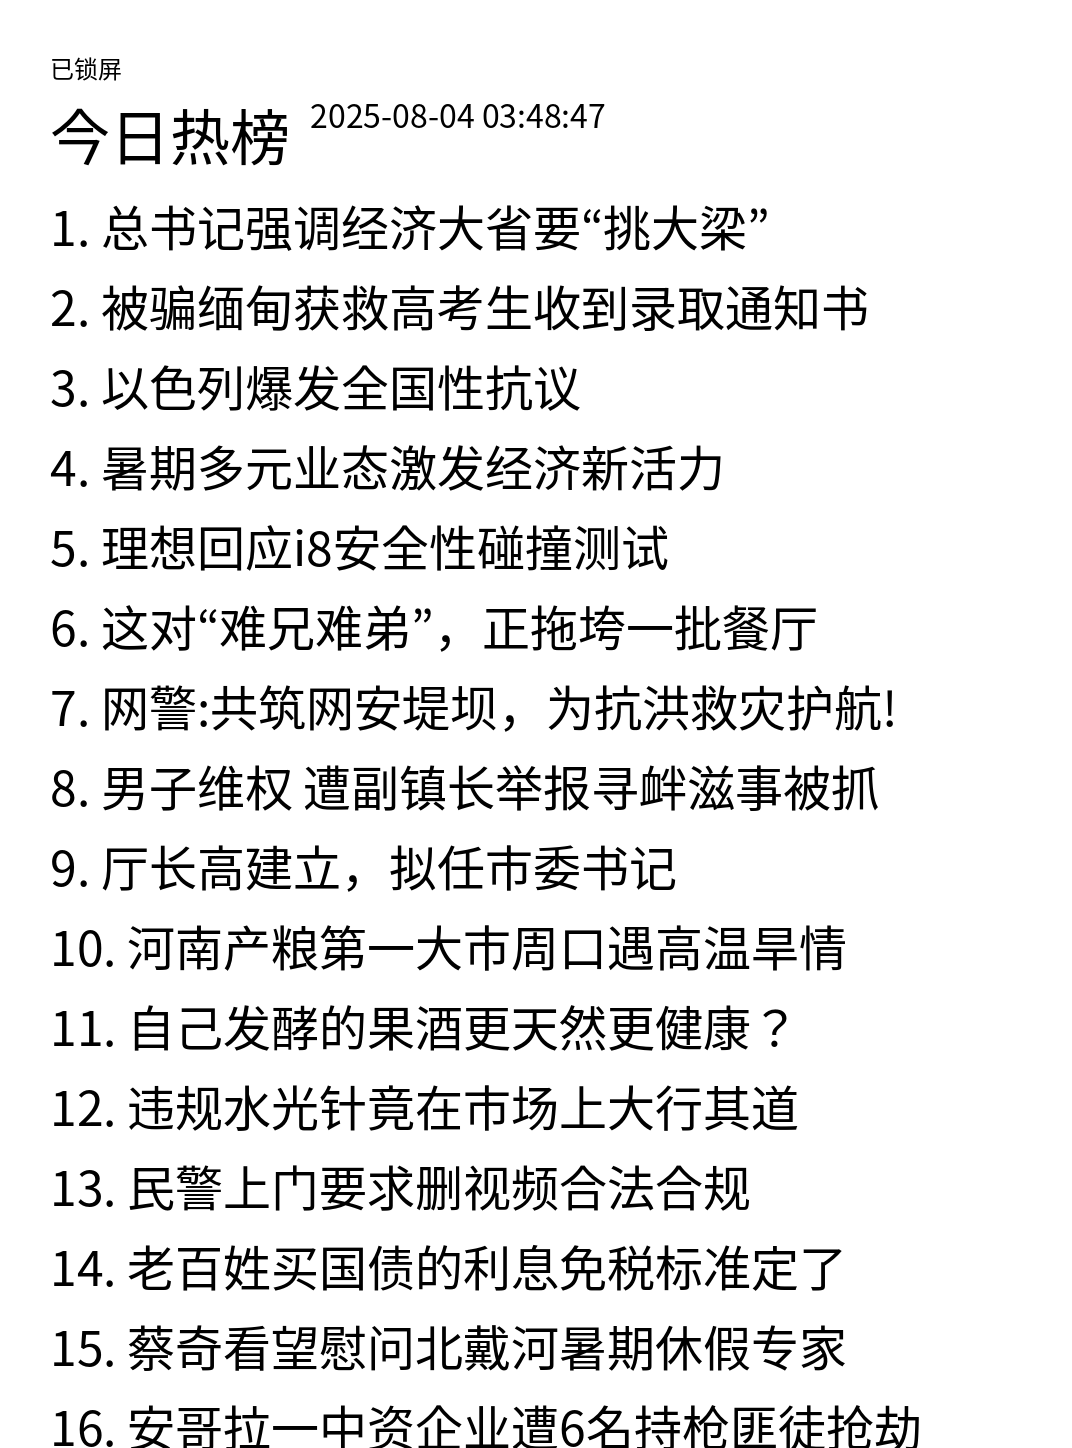 已锁屏
今日热榜 2025-08-04 03:48:47
1. 总书记强调经济大省要“挑大梁”
2. 被骗缅甸获救高考生收到录取通知书
3. 以色列爆发全国性抗议
4. 暑期多元业态激发经济新活力
5. 理想回应i8安全性碰撞测试
6. 这对“难兄难弟”，正拖垮一批餐厅
7. 网警:共筑网安堤坝，为抗洪救灾护航!
8. 男子维权 遭副镇长举报寻衅滋事被抓
9. 厅长高建立，拟任市委书记
10. 河南产粮第一大市周口遇高温旱情
11. 自己发酵的果酒更天然更健康？
12. 违规水光针竟在市场上大行其道
13. 民警上门要求删视频合法合规
14. 老百姓买国债的利息免税标准定了
15. 蔡奇看望慰问北戴河暑期休假专家
16. 安哥拉一中资企业遭6名持枪匪徒抢劫